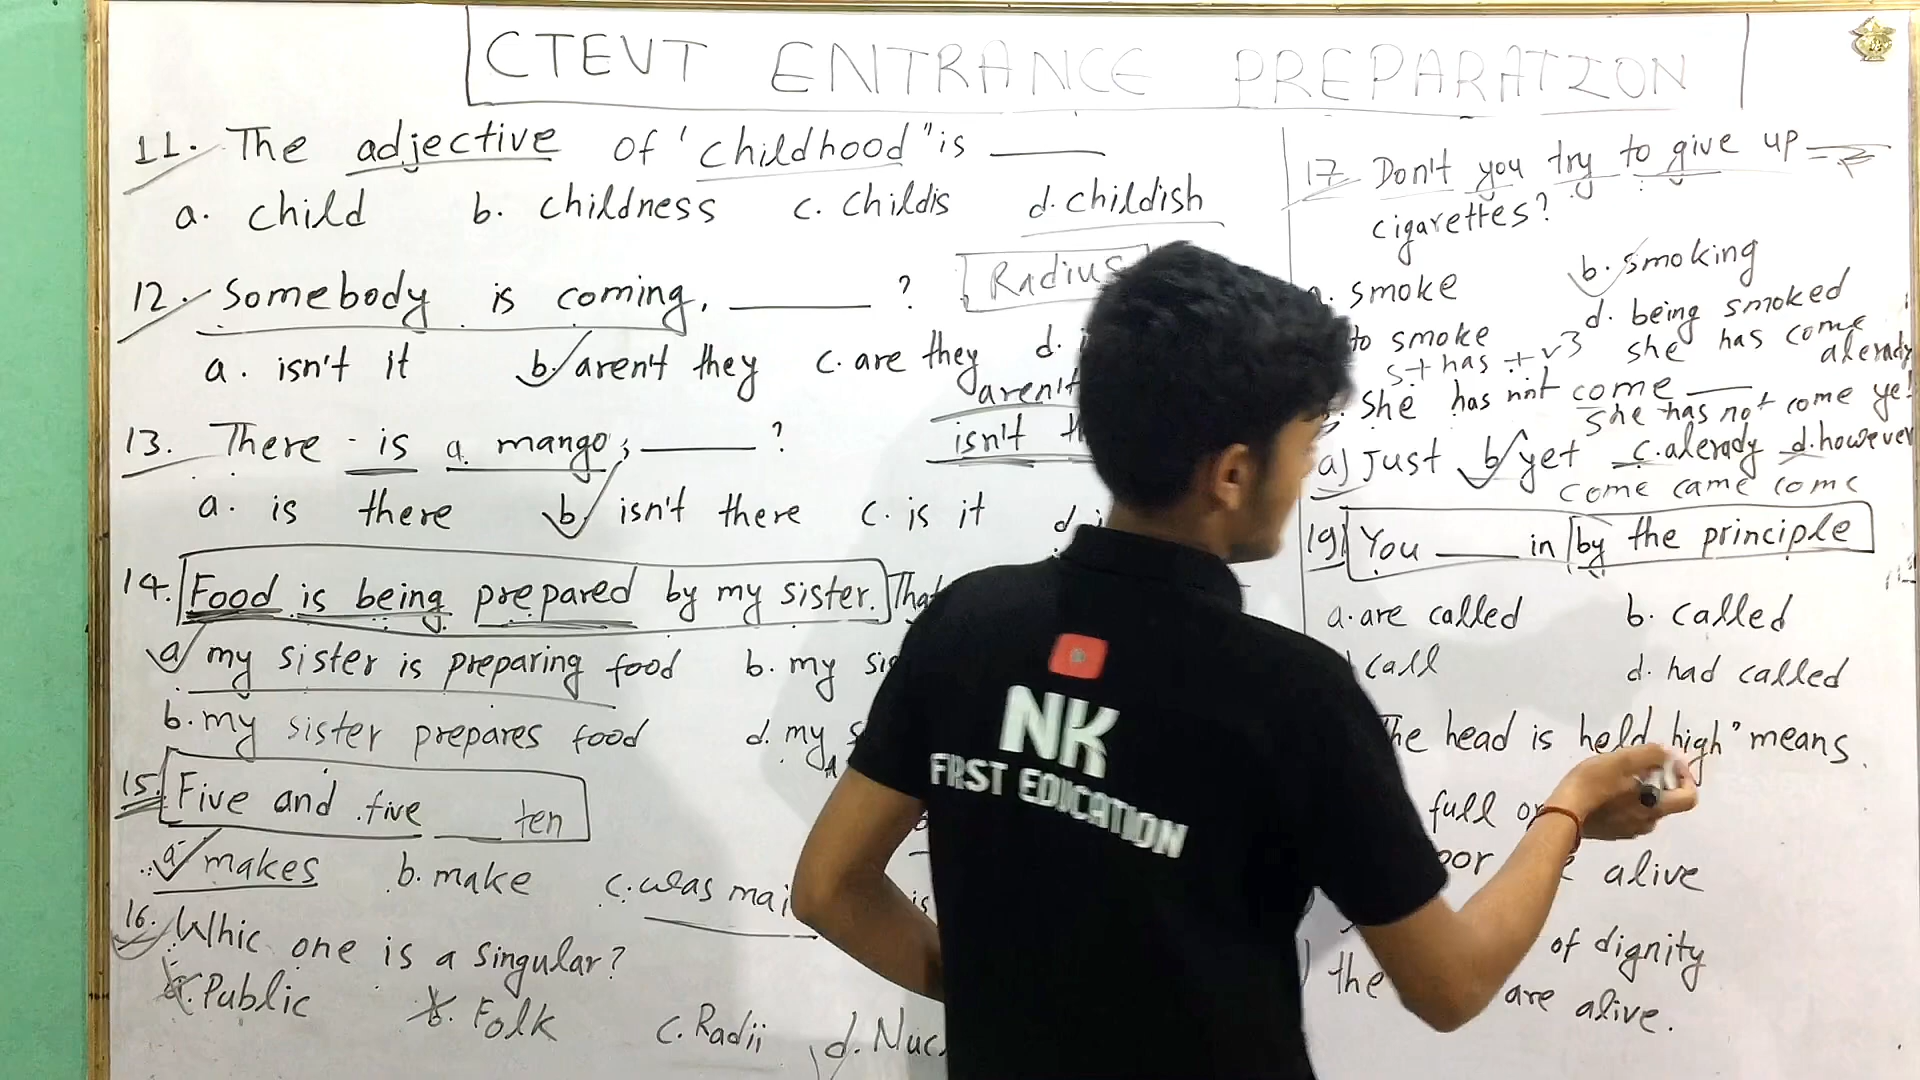 CTEVT ENTRANCE PREPARATION
11. The adjective of 'childhood" is ____
a. child b. childness c. childis d. childish
Radius
12. Somebody is coming, ____ ?
a. isn't it b. aren't they c. are they d.
aren't
isn't
13. There is a mango; ____ ?
a. is there b. isn't there c. is it d.
14. Food is being prepared by my sister. That
a. my sister is preparing food b. my
b. my sister prepares food d. my
15. Five and five ____ ten
a. makes b. make c. was
16. Whic one is a singular?
a. Public b. Folk c. Radii d.
17. Don't you try to give up ____
cigarettes?
smoke b. smoking
to smoke d. being smoked
s + has + v3 she has come alerady
She has not come ____
She has not come yet
a) Just b) yet c. alerady d. however
come came come
19) You ____ in by the principle
a. are called b. called
call d. had called
The head is held high" means.
full
alive
of dignity
the are alive.
NK
FIRST EDUCATION